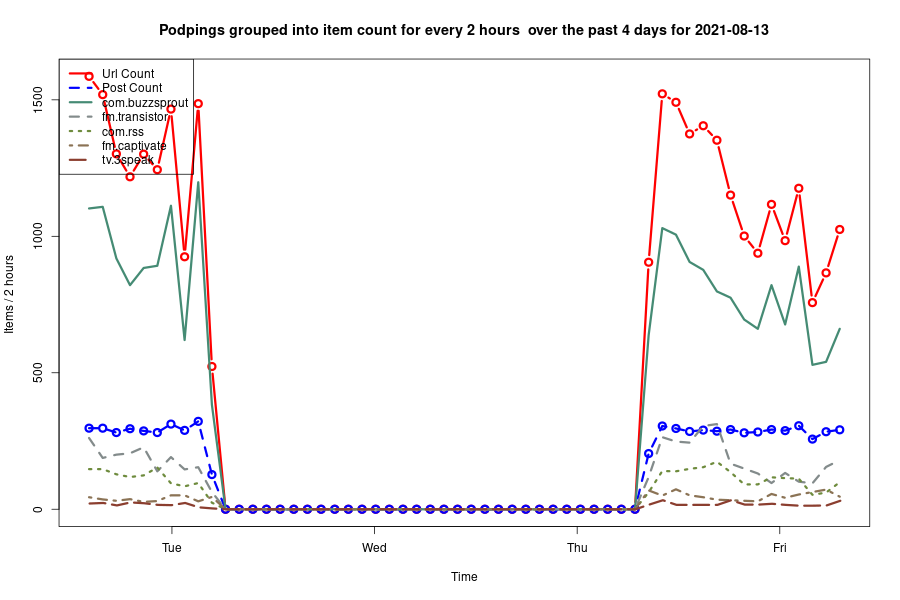 Podpings grouped into item count for every 2 hours  over the past 4 days for 2021-08-13
Url Count
Post Count
com.buzzsprout
fm.transistor
com.rss
fm.captivate
tv.3speak
1500
1000
500
0
Items / 2 hours
Tue
Wed
Thu
Fri
Time